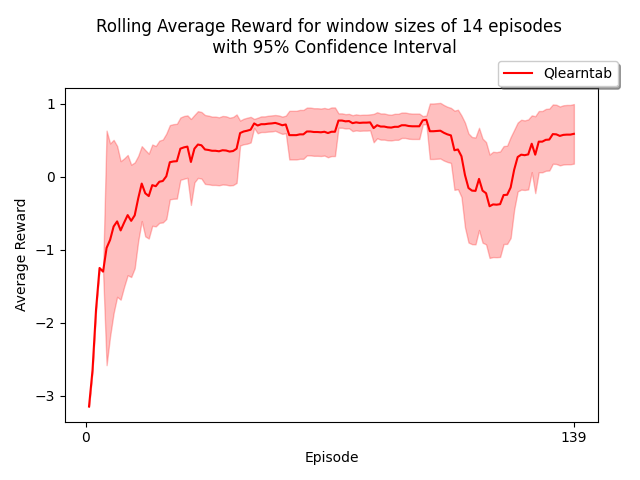 Rolling Average Reward for window sizes of 14 episodes
with 95% Confidence Interval
Qlearntab
1
0
−1
−2
−3
Average Reward
0
139
Episode